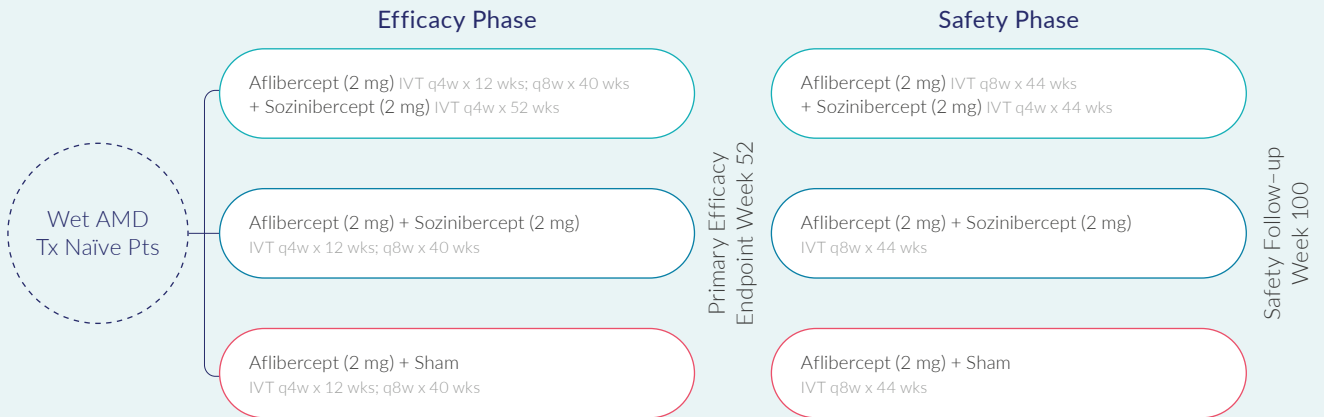 Efficacy Phase
Safety Phase
Wet AMD
Tx Naïve Pts
Aflibercept (2 mg) IVT q4w x 12 wks; q8w x 40 wks
+ Sozinibercept (2 mg) IVT q4w x 52 wks
Aflibercept (2 mg) + Sozinibercept (2 mg)
IVT q4w x 12 wks; q8w x 40 wks
Aflibercept (2 mg) + Sham
IVT q4w x 12 wks; q8w x 40 wks
Primary Efficacy
Endpoint Week 52
Aflibercept (2 mg) IVT q8w x 44 wks
+ Sozinibercept (2 mg) IVT q4w x 44 wks
Aflibercept (2 mg) + Sozinibercept (2 mg)
IVT q8w x 44 wks
Aflibercept (2 mg) + Sham
IVT q8w x 44 wks
Safety Follow-up
Week 100